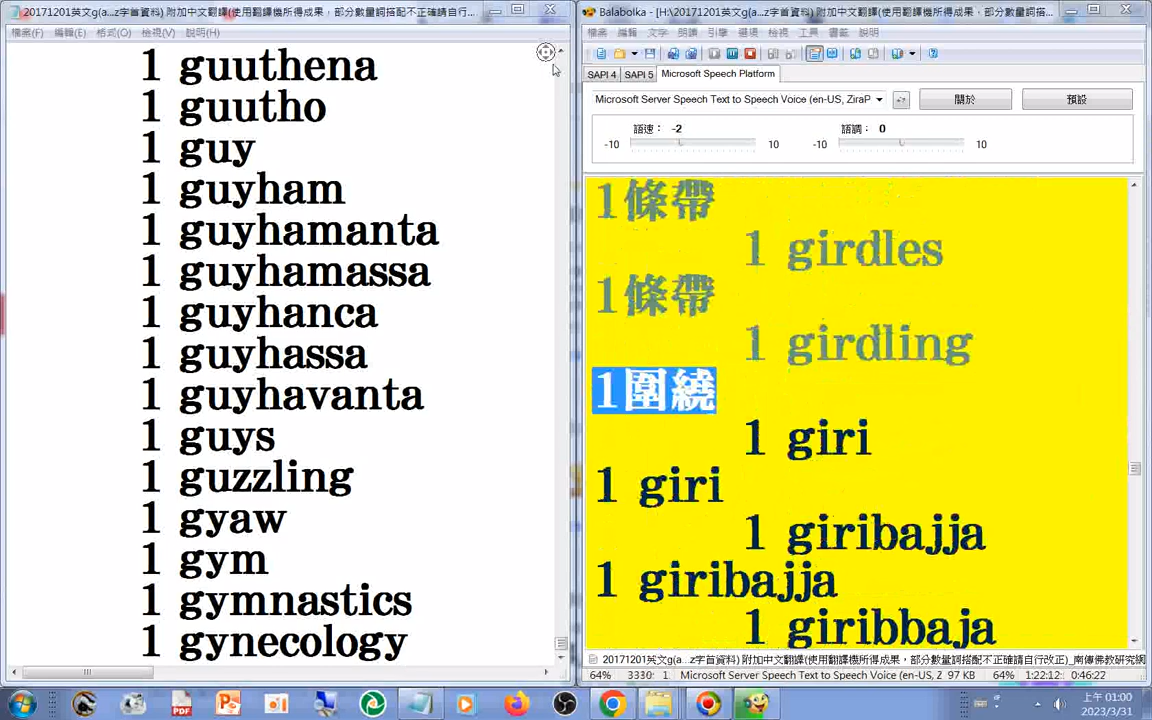 20171201英文g(a...z字首資料) 附加中文翻譯(使用翻譯機所得成果，部分數量詞搭配不正確請自行...
檔案(F) 編輯(E) 格式(O) 檢視(V) 說明(H)
1 guuthena
1 guutho
1 guy
1 guyham
1 guyhamanta
1 guyhamassa
1 guyhanca
1 guyhassa
1 guyhavanta
1 guys
1 guzzling
1 gyaw
1 gym
1 gymnastics
1 gynecology
Balabolka - [H:\20171201英文g(a...z字首資料) 附加中文翻譯(使用翻譯機所得成果，部分數量詞搭配不...
檔案 編輯 文字 朗讀 引擎 選項 檢視 工具 書籤 說明
SAPI 4 SAPI 5 Microsoft Speech Platform
Microsoft Server Speech Text to Speech Voice (en-US, ZiraP 關於 預設
語速： -2 語調： 0
-10 10 -10 10
1條帶
1 girdles
1條帶
1 girdling
1圍繞
1 giri
1 giri
1 giribajja
1 giribajja
1 giribbaja
20171201英文g(a...z字首資料) 附加中文翻譯(使用翻譯機所得成果，部分數量詞搭配不正確請自行改正)_南傳佛教研究網
64% 3330: 1 Microsoft Server Speech Text to Speech Voice (en-US, Z 97 KB 64% 1:22:12: 0:46:22
上午 01:00
2023/3/31